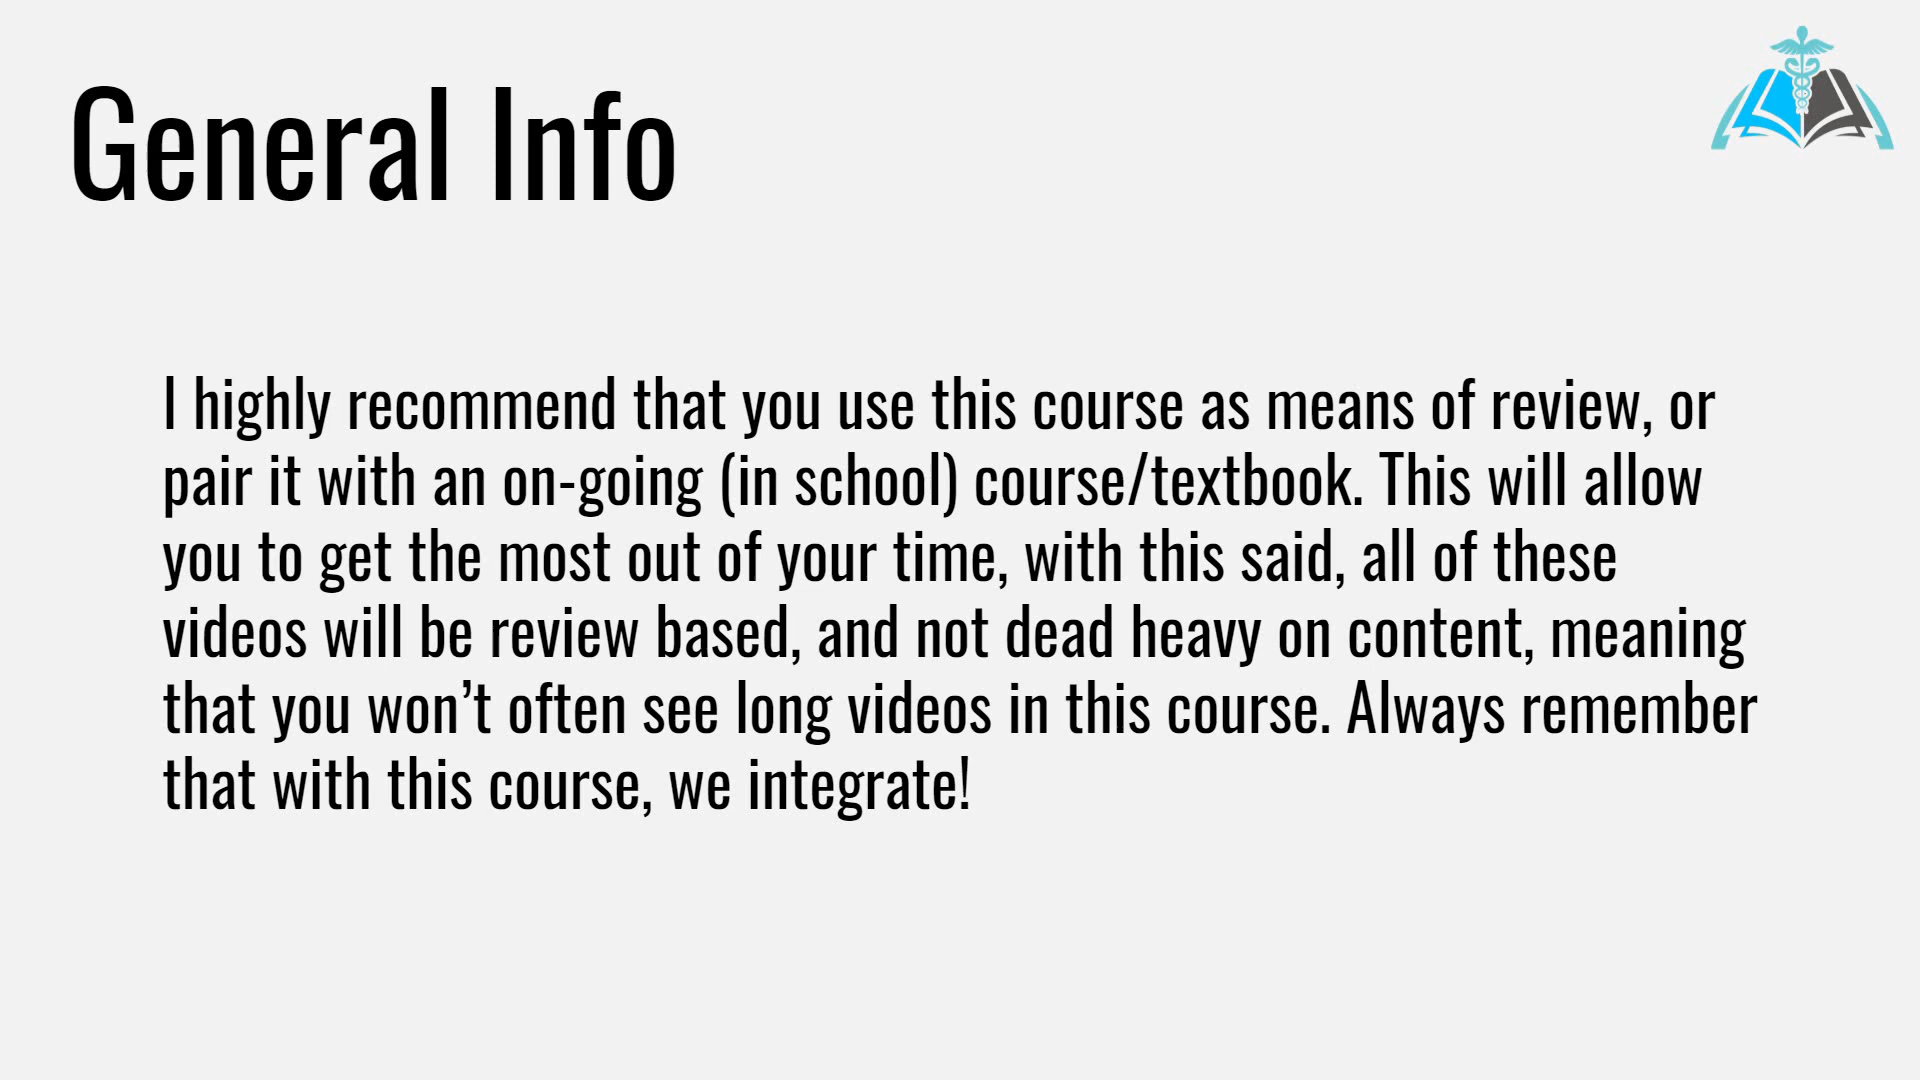 General Info
I highly recommend that you use this course as means of review, or
pair it with an on-going (in school) course/textbook. This will allow
you to get the most out of your time, with this said, all of these
videos will be review based, and not dead heavy on content, meaning
that you won’t often see long videos in this course. Always remember
that with this course, we integrate!